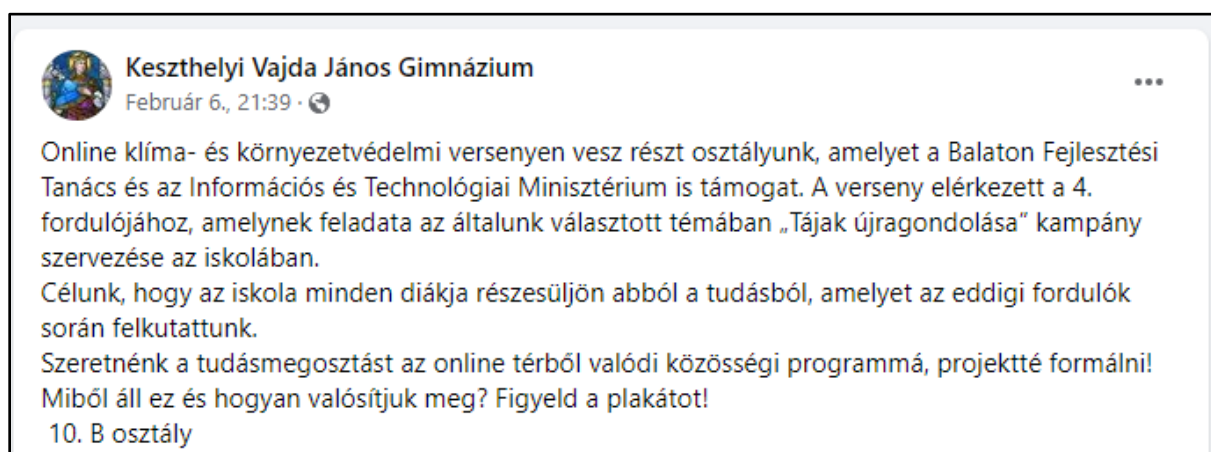 Keszthelyi Vajda János Gimnázium
Február 6., 21:39 ·
Online klíma- és környezetvédelmi versenyen vesz részt osztályunk, amelyet a Balaton Fejlesztési
Tanács és az Információs és Technológiai Minisztérium is támogat. A verseny elérkezett a 4.
fordulójához, amelynek feladata az általunk választott témában „Tájak újragondolása” kampány
szervezése az iskolában.
Célunk, hogy az iskola minden diákja részesüljön abból a tudásból, amelyet az eddigi fordulók
során felkutattunk.
Szeretnénk a tudásmegosztást az online térből valódi közösségi programmá, projektté formálni!
Miből áll ez és hogyan valósítjuk meg? Figyeld a plakátot!
10. B osztály